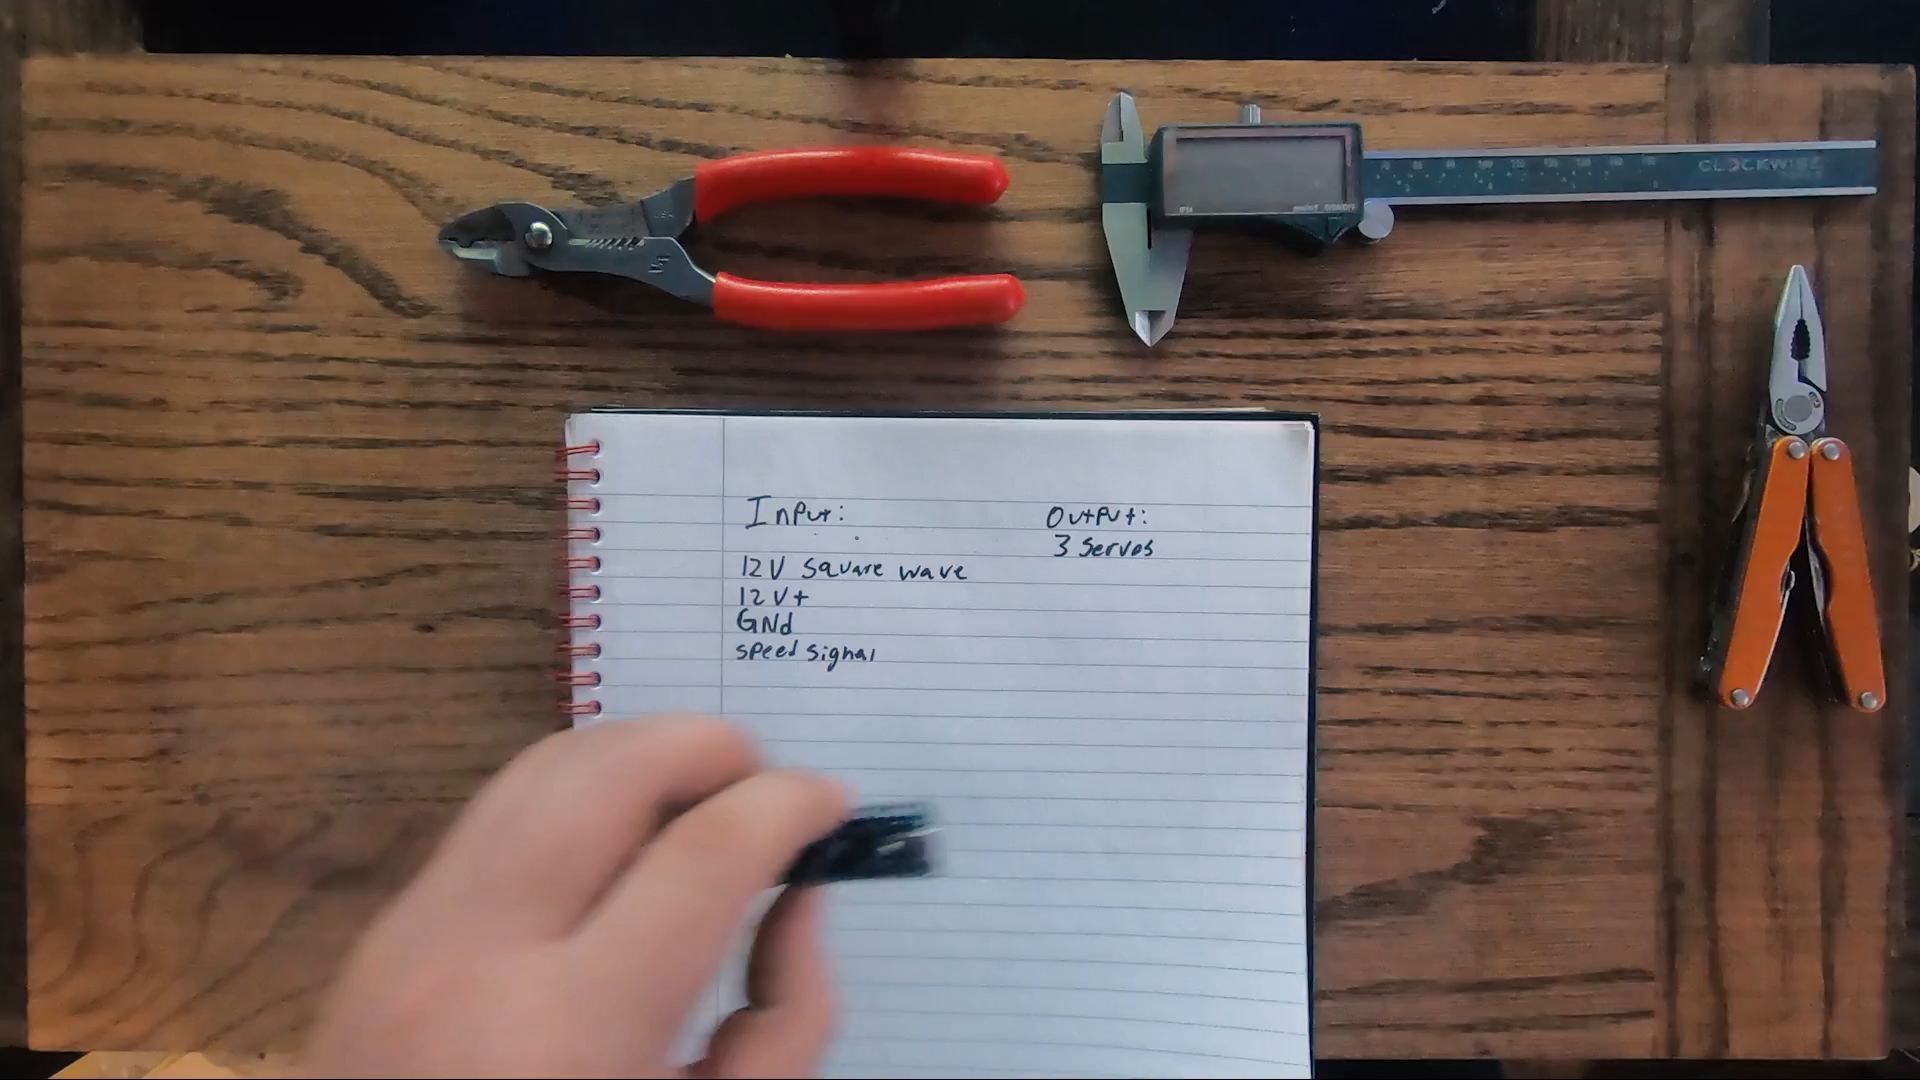 CLOCKWISE
Input:
Output:
3 Servos
12V Square wave
12V+
GNd
speed signal